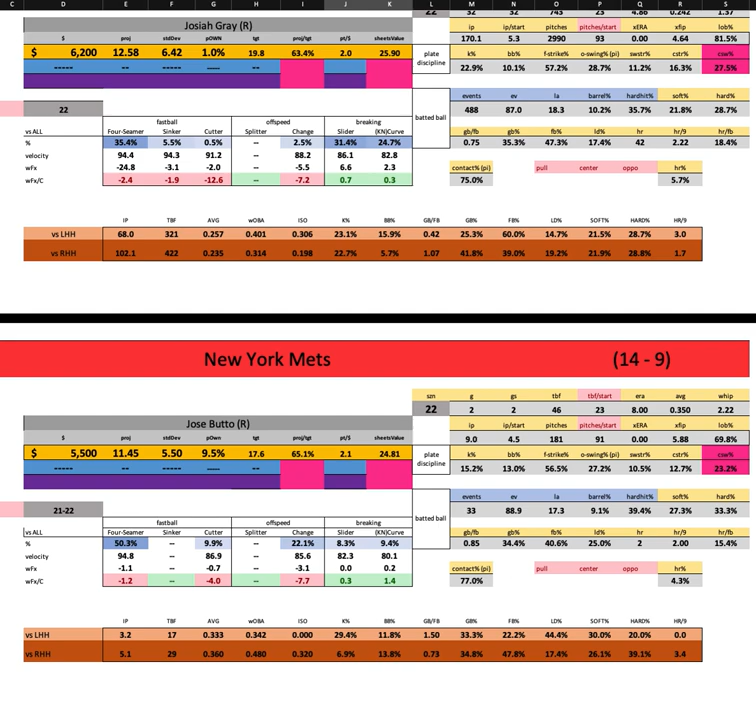 C D E F G H I J K L M N O P Q R S
22 32 32 743 23 4.86 0.242 1.37
Josiah Gray (R)
ip ip/start pitches pitches/start xERA xfip lob%
170.1 5.3 2990 93 0.00 4.64 81.5%
$ proj stdDev pOWN tgt proj/tgt pt/$ sheetsValue
$ 6,200 12.58 6.42 1.0% 19.8 63.4% 2.0 25.90
plate discipline
k% bb% f-strike% o-swing% (pi) swstr% cstr% csw%
22.9% 10.1% 57.2% 28.7% 11.2% 16.3% 27.5%
----- -- -- — --
events ev la barrel% hardhit% soft% hard%
488 87.0 18.3 10.2% 35.7% 21.8% 28.7%
22
batted ball
fastball offspeed breaking
gb/fb gb% fb% ld% hr hr/9 hr/fb
0.75 35.3% 47.3% 17.4% 42 2.22 18.4%
vs ALL Four-Seamer Sinker Cutter Splitter Change Slider (KN)Curve
% 35.4% 5.5% 0.5% -- 2.5% 31.4% 24.7%
velocity 94.4 94.3 91.2 -- 88.2 86.1 82.8
wFx -24.8 -3.1 -2.0 -- -5.5 6.6 2.3
wFx/C -2.4 -1.9 -12.6 -- -7.2 0.7 0.3
contact% (pi) pull center oppo hr%
75.0% 5.7%
IP TBF AVG wOBA ISO K% BB% GB/FB GB% FB% LD% SOFT% HARD% HR/9
vs LHH 68.0 321 0.257 0.401 0.306 23.1% 15.9% 0.42 25.3% 60.0% 14.7% 21.5% 28.7% 3.0
vs RHH 102.1 422 0.235 0.314 0.198 22.7% 5.7% 1.07 41.8% 39.0% 19.2% 21.9% 28.8% 1.7
New York Mets (14 - 9)
szn g gs tbf tbf/start era avg whip
22 2 2 46 23 8.00 0.350 2.22
Jose Butto (R)
ip ip/start pitches pitches/start xERA xfip lob%
9.0 4.5 181 91 0.00 5.88 69.8%
$ proj stdDev pOwn tgt proj/tgt pt/$ sheetsValue
$ 5,500 11.45 5.50 9.5% 17.6 65.1% 2.1 24.81
plate discipline
k% bb% f-strike% o-swing% (pi) swstr% cstr% csw%
15.2% 13.0% 56.5% 27.2% 10.5% 12.7% 23.2%
----- -- -- — --
events ev la barrel% hardhit% soft% hard%
33 88.9 17.3 9.1% 39.4% 27.3% 33.3%
21-22
batted ball
fastball offspeed breaking
gb/fb gb% fb% ld% hr hr/9 hr/fb
0.85 34.4% 40.6% 25.0% 2 2.00 15.4%
vs ALL Four-Seamer Sinker Cutter Splitter Change Slider (KN)Curve
% 50.3% -- 9.9% -- 22.1% 8.3% 9.4%
velocity 94.8 -- 86.9 -- 85.6 82.3 80.1
wFx -1.1 -- -0.7 -- -3.1 0.0 0.2
wFx/C -1.2 -- -4.0 -- -7.7 0.3 1.4
contact% (pi) pull center oppo hr%
77.0% 4.3%
IP TBF AVG wOBA ISO K% BB% GB/FB GB% FB% LD% SOFT% HARD% HR/9
vs LHH 3.2 17 0.333 0.342 0.000 29.4% 11.8% 1.50 33.3% 22.2% 44.4% 30.0% 20.0% 0.0
vs RHH 5.1 29 0.360 0.480 0.320 6.9% 13.8% 0.73 34.8% 47.8% 17.4% 26.1% 39.1% 3.4